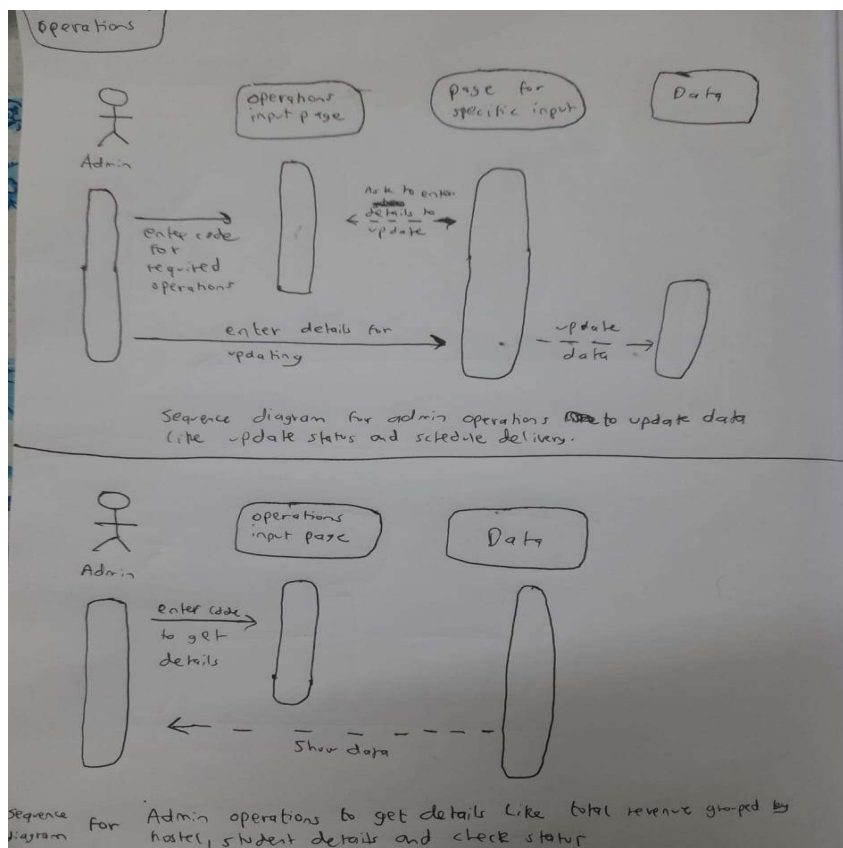 operations
Admin
operations
input page
page for
specific input
Data
enter code
for
required
operations
Ask to enter
details to
update
enter details for
updating
update
data
Sequence diagram for admin operations to update data
like update status and schedule delivery.
Admin
operations
input page
Data
enter code
to get
details
Show data
Sequence diagram for Admin operations to get details like total revenue grouped by
hostel, student details and check status